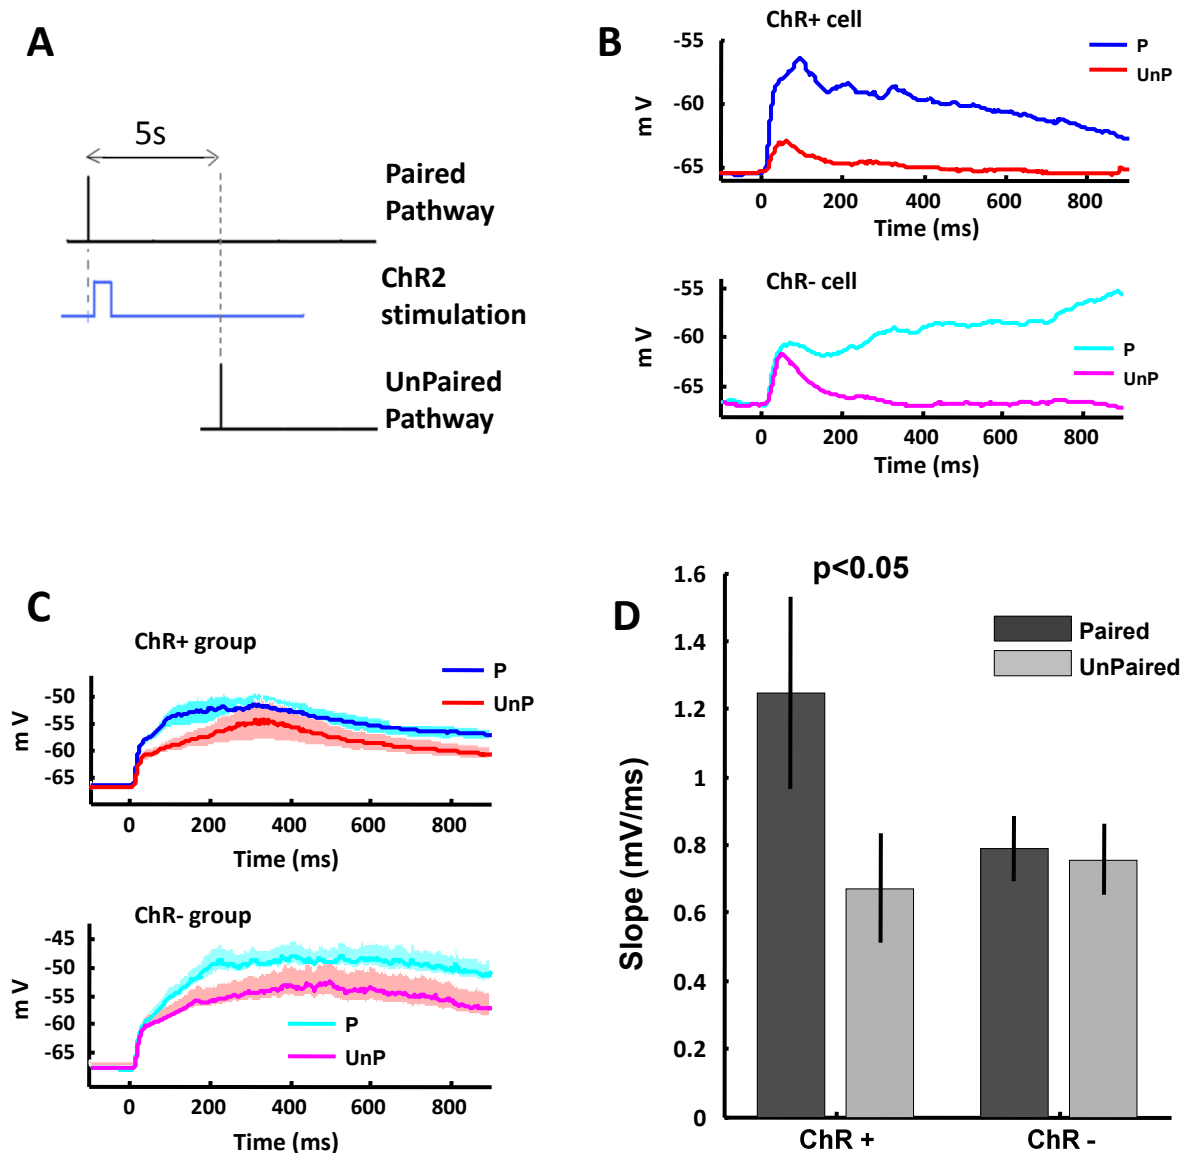 A
5s
Paired
Pathway
ChR2
stimulation
UnPaired
Pathway
B
ChR+ cell
P
UnP
-55
-60
-65
m V
0 200 400 600 800
Time (ms)
ChR- cell
P
UnP
-55
-60
-65
m V
0 200 400 600 800
Time (ms)
C
ChR+ group
P
UnP
-50
-55
-60
-65
m V
0 200 400 600 800
Time (ms)
ChR- group
P
UnP
-45
-50
-55
-60
-65
m V
0 200 400 600 800
Time (ms)
D
p<0.05
Paired
UnPaired
1.6
1.4
1.2
1
0.8
0.6
0.4
0.2
0
Slope (mV/ms)
ChR +
ChR -